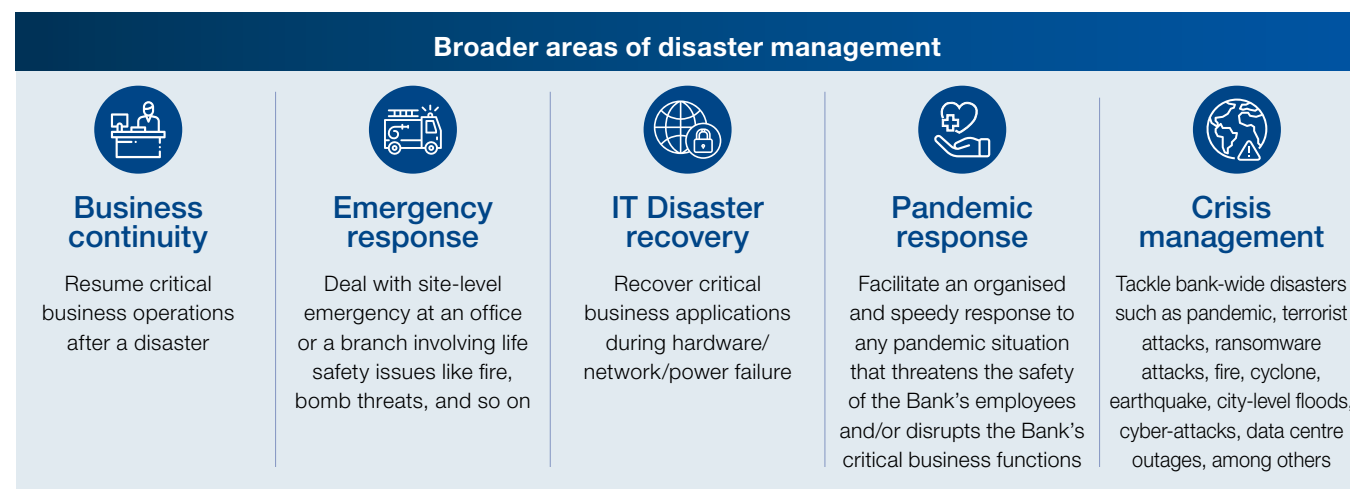 Broader areas of disaster management
Business
continuity
Resume critical
business operations
after a disaster
Emergency
response
Deal with site-level
emergency at an office
or a branch involving life
safety issues like fire,
bomb threats, and so on
IT Disaster
recovery
Recover critical
business applications
during hardware/
network/power failure
Pandemic
response
Facilitate an organised
and speedy response to
any pandemic situation
that threatens the safety
of the Bank's employees
and/or disrupts the Bank's
critical business functions
Crisis
management
Tackle bank-wide disasters
such as pandemic, terrorist
attacks, ransomware
attacks, fire, cyclone,
earthquake, city-level floods,
cyber-attacks, data centre
outages, among others